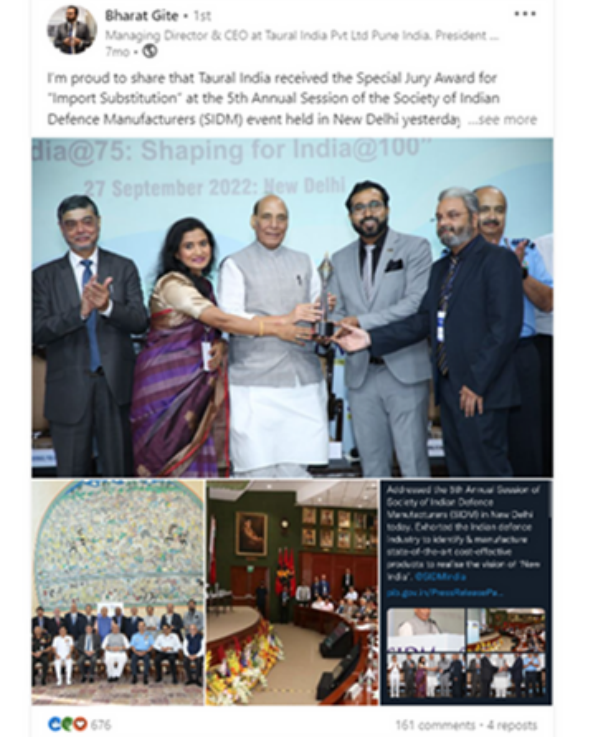 Bharat Gite • 1st
Managing Director & CEO at Taural India Pvt Ltd Pune India. President ...
7mo •
I'm proud to share that Taural India received the Special Jury Award for
"Import Substitution" at the 5th Annual Session of the Society of Indian
Defence Manufacturers (SIDM) event held in New Delhi yesterday ...see more
dia@75: Shaping for India@100"
27 September 2022: New Delhi
Addressed the 5th Annual Session of
Society of Indian Defence
Manufacturers (SIDM) in New Delhi
today. Exhorted the Indian defence
industry to identify & manufacture
state-of-the-art cost-effective
products to realise the vision of 'New
India'. @SIDMIndia
pib.gov.in/PressReleasePa...
676
161 comments • 4 reposts